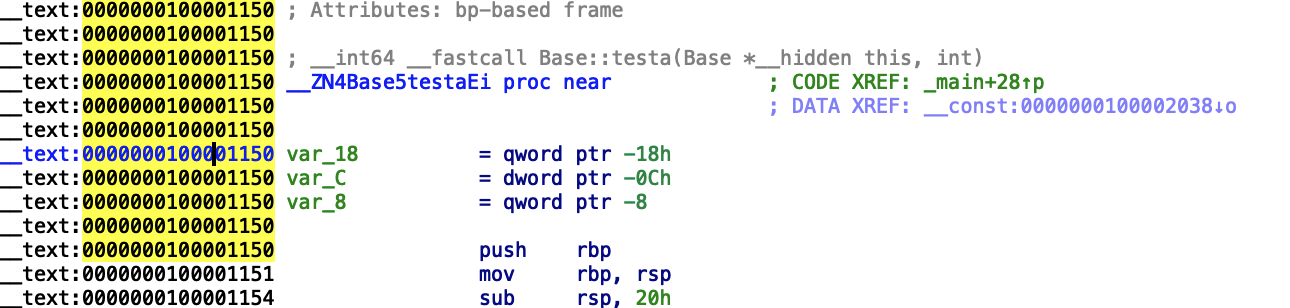 __text:0000000100001150 ; Attributes: bp-based frame
__text:0000000100001150
__text:0000000100001150 ; __int64 __fastcall Base::testa(Base *__hidden this, int)
__text:0000000100001150 __ZN4Base5testaEi proc near ; CODE XREF: _main+28↑p
__text:0000000100001150 ; DATA XREF: __const:0000000100002038↓o
__text:0000000100001150
__text:0000000100001150 var_18 = qword ptr -18h
__text:0000000100001150 var_C = dword ptr -0Ch
__text:0000000100001150 var_8 = qword ptr -8
__text:0000000100001150
__text:0000000100001150 push rbp
__text:0000000100001151 mov rbp, rsp
__text:0000000100001154 sub rsp, 20h